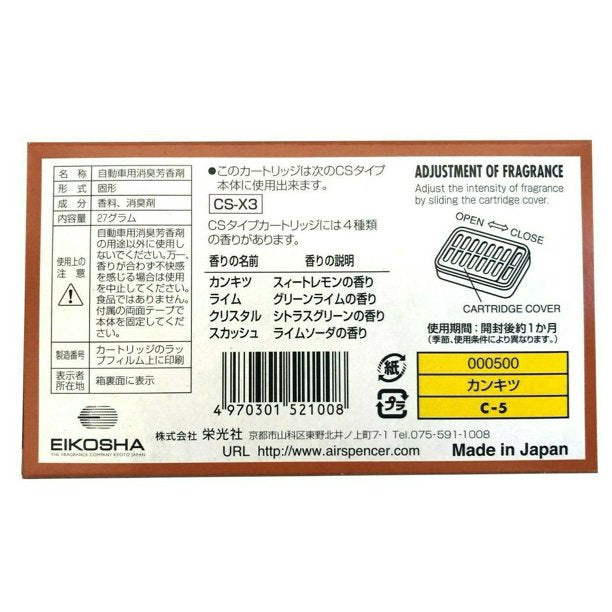 名　称 自動車用消臭芳香剤
形　式 固形
成　分 香料、消臭剤
内容量 27グラム
使用上の
注　意
自動車用消臭芳香剤
の用途以外に使用し
ないでください。万一、
香りが合わず不快感
を感じる場合は使用
を中止してください。
食品ではありません。
付属の両面テープで
本体を固定してくだ
さい。
製造番号 カートリッジのラッ
プフィルム上に印刷
表示者
所在地 箱裏面に表示
EIKOSHA
THE FRAGRANCE COMPANY KYOTO JAPAN
●このカートリッジは次のCSタイプ
本体に使用出来ます。
CS-X3
CSタイプカートリッジには4種類
の香りがあります。
香りの名前 香りの説明
カンキツ スィートレモンの香り
ライム グリーンライムの香り
クリスタル シトラスグリーンの香り
スカッシュ ライムソーダの香り
4 970301 521008
紙
プラ
ADJUSTMENT OF FRAGRANCE
Adjust the intensity of fragrance
by sliding the cartridge cover.
OPEN ⇔ CLOSE
CARTRIDGE COVER
使用期間：開封後約1か月
(季節、使用条件により異なります。)
000500
カンキツ
C-5
株式会社 栄光社 京都市山科区東野北井ノ上町7-1 Tel.075-591-1008
URL http://www.airspencer.com/ Made in Japan